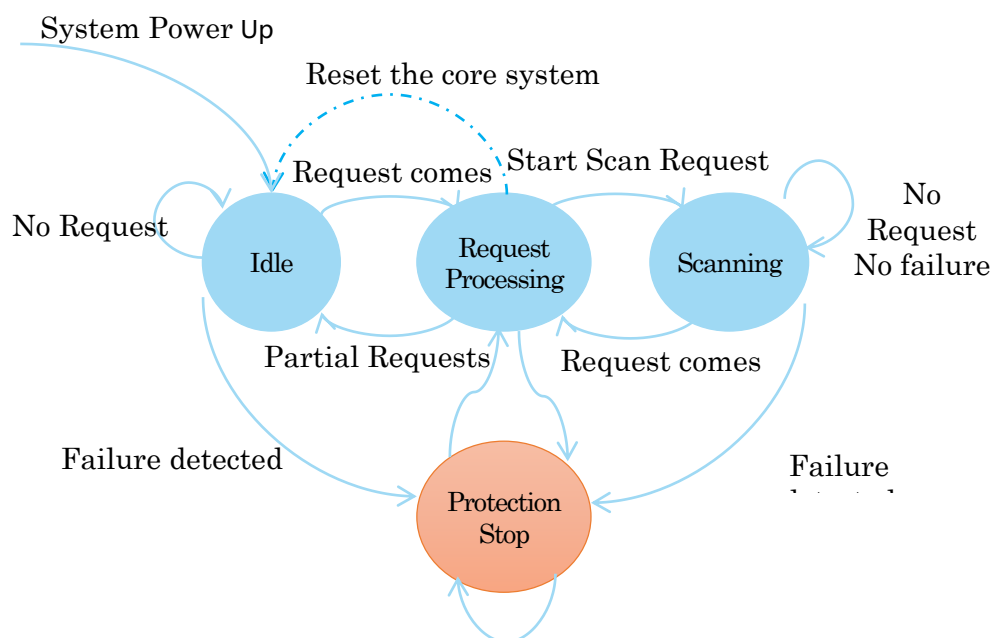 System Power Up
Reset the core system
Request comes
Start Scan Request
No Request
No
Request
No failure
Idle
Request
Processing
Scanning
Partial Requests
Request comes
Failure detected
Failure
Protection
Stop